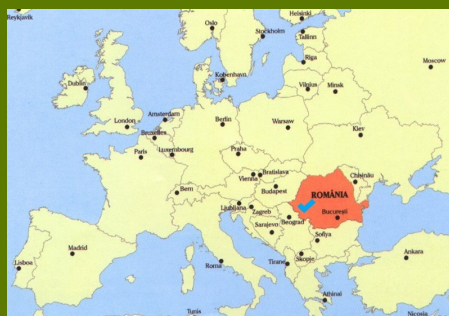 Reykjavik
Oslo
Helsinki
Stockholm
Tallinn
Riga
Moscow
Kobenhavn
Vilnius
Minsk
Dublin
London
Amsterdam
Berlin
Warsaw
Bruxelles
Kiev
Luxembourg
Praha
Paris
Vienna
Bratislava
Chisinău
Bern
Budapest
ROMÂNIA
Ljubljana
Zagreb
Beograd
București
Sarajevo
Sofiya
Madrid
Roma
Tirane
Skopje
Ankara
Lisboa
Athinai
Tunis
Nicosia